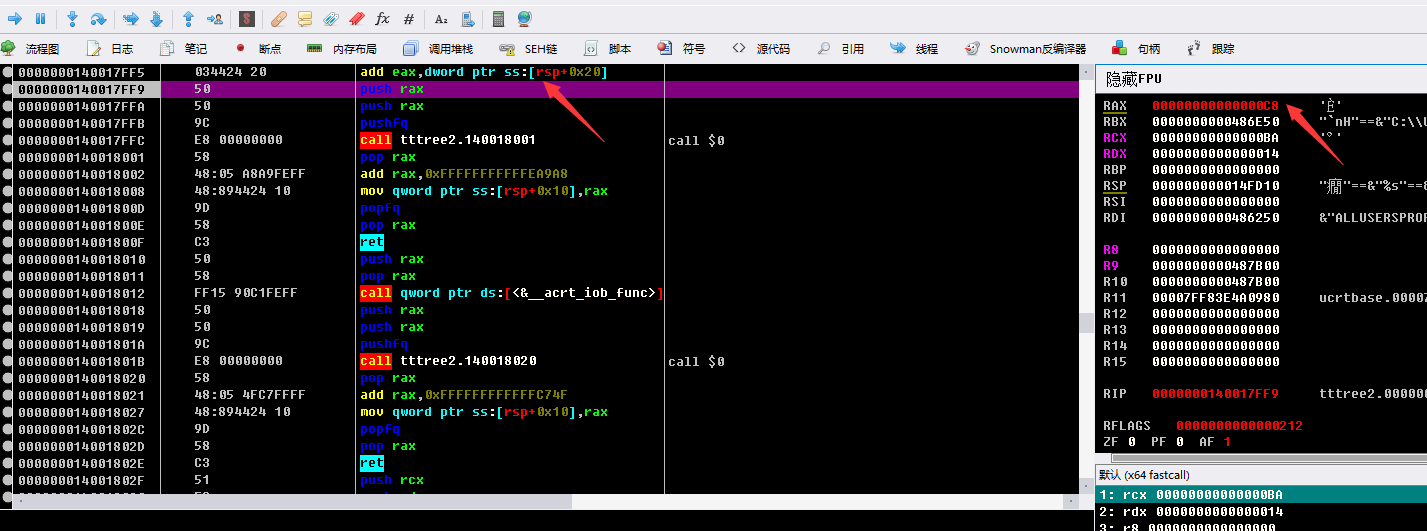 fx # A₂
流程图 日志 笔记 断点 内存布局 调用堆栈 SEH链 脚本 符号 源代码 引用 线程 Snowman反编译器 句柄 跟踪
0000000140017FF5 034424 20 add eax,dword ptr ss:[rsp+0x20]
0000000140017FF9 50 push rax
0000000140017FFA 50 push rax
0000000140017FFB 9C pushfq
0000000140017FFC E8 00000000 call tttree2.140018001 call $0
0000000140018001 58 pop rax
0000000140018002 48:05 A8A9FEFF add rax,0xFFFFFFFFFFFEA9A8
0000000140018008 48:894424 10 mov qword ptr ss:[rsp+0x10],rax
000000014001800D 9D popfq
000000014001800E 58 pop rax
000000014001800F C3 ret
0000000140018010 50 push rax
0000000140018011 58 pop rax
0000000140018012 FF15 90C1FEFF call qword ptr ds:[<&__acrt_iob_func>]
0000000140018018 50 push rax
0000000140018019 50 push rax
000000014001801A 9C pushfq
000000014001801B E8 00000000 call tttree2.140018020 call $0
0000000140018020 58 pop rax
0000000140018021 48:05 4FC7FFFF add rax,0xFFFFFFFFFFFFC74F
0000000140018027 48:894424 10 mov qword ptr ss:[rsp+0x10],rax
000000014001802C 9D popfq
000000014001802D 58 pop rax
000000014001802E C3 ret
000000014001802F 51 push rcx
隐藏FPU
RAX 00000000000000C8 'È'
RBX 0000000000486E50 "`nH"==&"C:\\U
RCX 00000000000000BA 'º'
RDX 0000000000000014
RBP 0000000000000000
RSP 000000000014FD10 "癤"==&"%s"==&
RSI 0000000000000000
RDI 0000000000486250 &"ALLUSERSPROF
R8 0000000000000000
R9 0000000000487B00
R10 0000000000487B00
R11 00007FF83E4A0980 ucrtbase.00007
R12 0000000000000000
R13 0000000000000000
R14 0000000000000000
R15 0000000000000000
RIP 0000000140017FF9 tttree2.000000
RFLAGS 0000000000000212
ZF 0 PF 0 AF 1
默认 (x64 fastcall)
1: rcx 00000000000000BA
2: rdx 0000000000000014
3: r8 0000000000000000